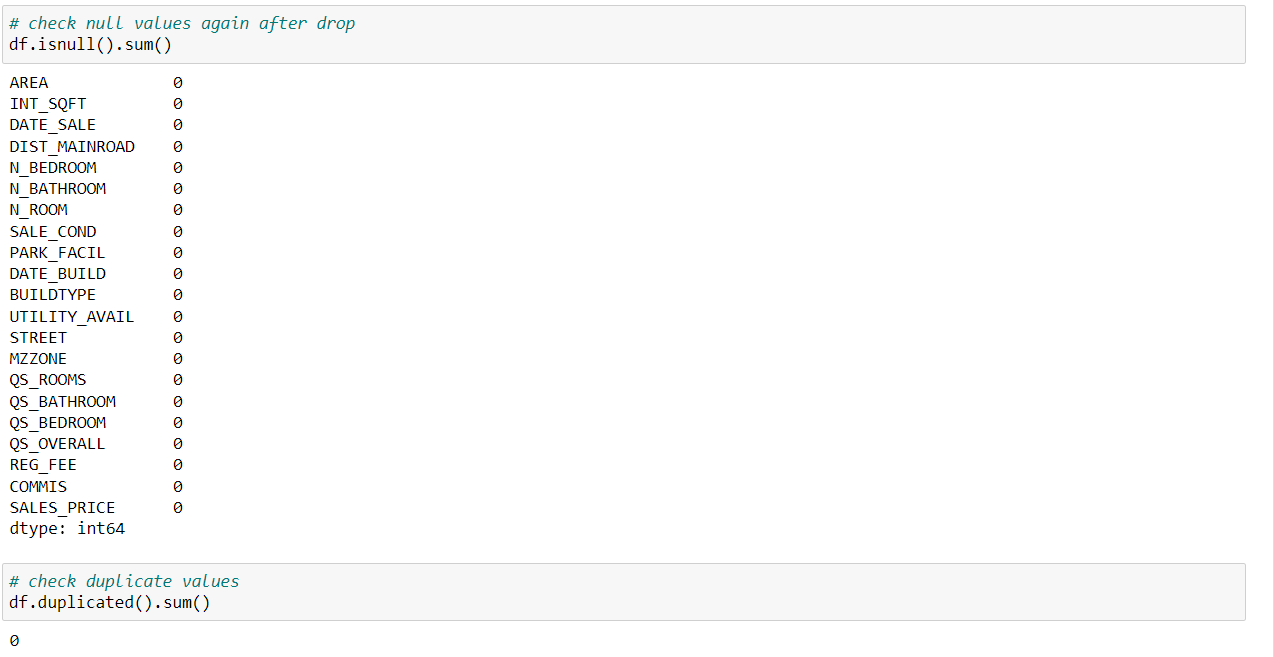 # check null values again after drop
df.isnull().sum()
AREA 0
INT_SQFT 0
DATE_SALE 0
DIST_MAINROAD 0
N_BEDROOM 0
N_BATHROOM 0
N_ROOM 0
SALE_COND 0
PARK_FACIL 0
DATE_BUILD 0
BUILDTYPE 0
UTILITY_AVAIL 0
STREET 0
MZZONE 0
QS_ROOMS 0
QS_BATHROOM 0
QS_BEDROOM 0
QS_OVERALL 0
REG_FEE 0
COMMIS 0
SALES_PRICE 0
dtype: int64
# check duplicate values
df.duplicated().sum()
0